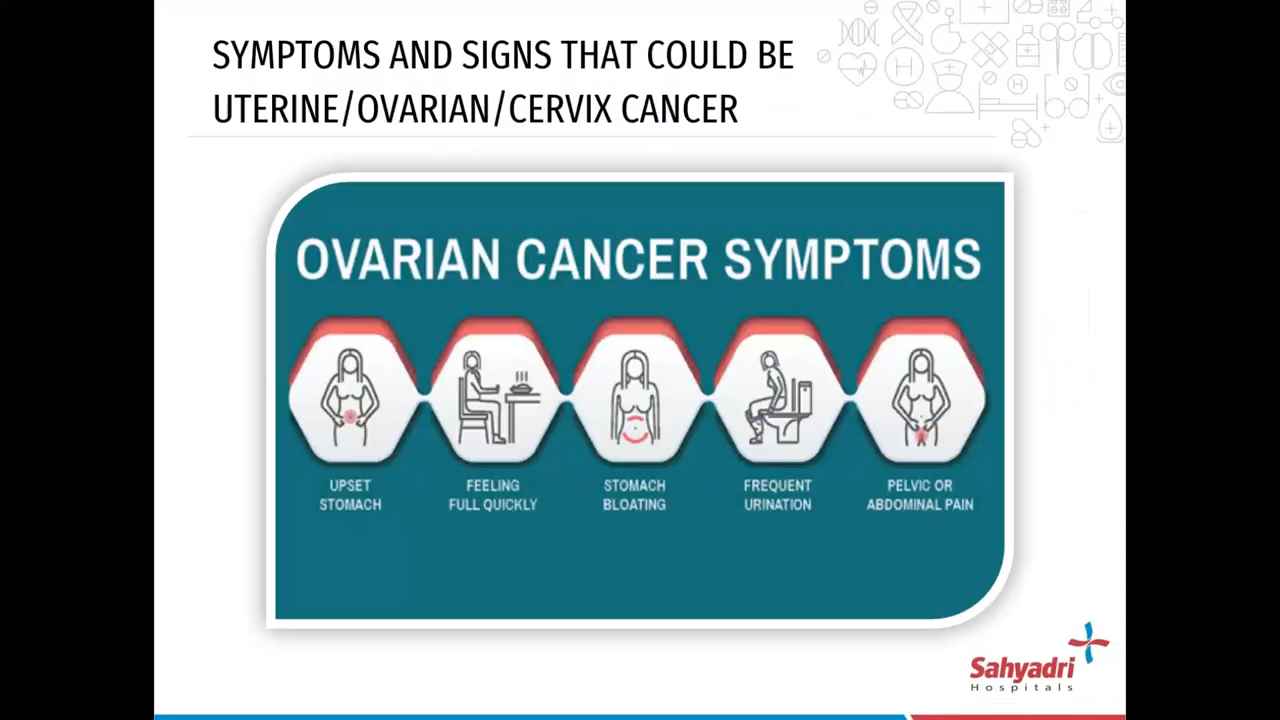 SYMPTOMS AND SIGNS THAT COULD BE
UTERINE/OVARIAN/CERVIX CANCER
OVARIAN CANCER SYMPTOMS
UPSET
STOMACH
FEELING
FULL QUICKLY
STOMACH
BLOATING
FREQUENT
URINATION
PELVIC OR
ABDOMINAL PAIN
Sahyadri
Hospitals